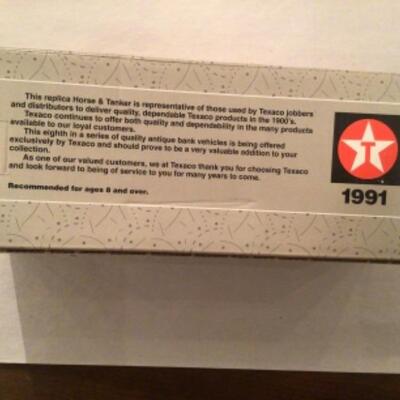 This replica Horse & Tanker is representative of those used by Texaco jobbers
and distributors to deliver quality, dependable Texaco products in the 1900's.
Texaco continues to offer both quality and dependability in the many products
available to our loyal customers.
This eighth in a series of quality antique bank vehicles is being offered
exclusively by Texaco and should prove to be a very valuable addition to your
collection.
As one of our valued customers, we at Texaco thank you for choosing Texaco
and look forward to being of service to you for many years to come.
Recommended for ages 8 and over.
T
1991